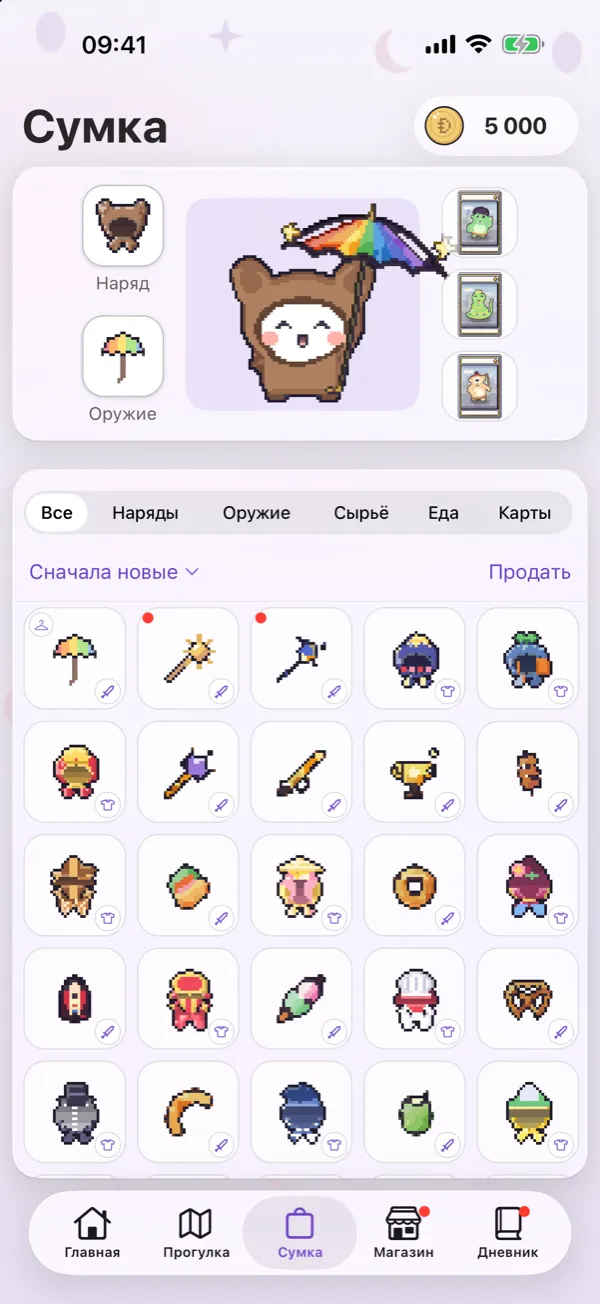 09:41
Сумка
5 000
Наряд
Оружие
Все
Наряды
Оружие
Сырьё
Еда
Карты
Сначала новые
Продать
Главная
Прогулка
Сумка
Магазин
Дневник